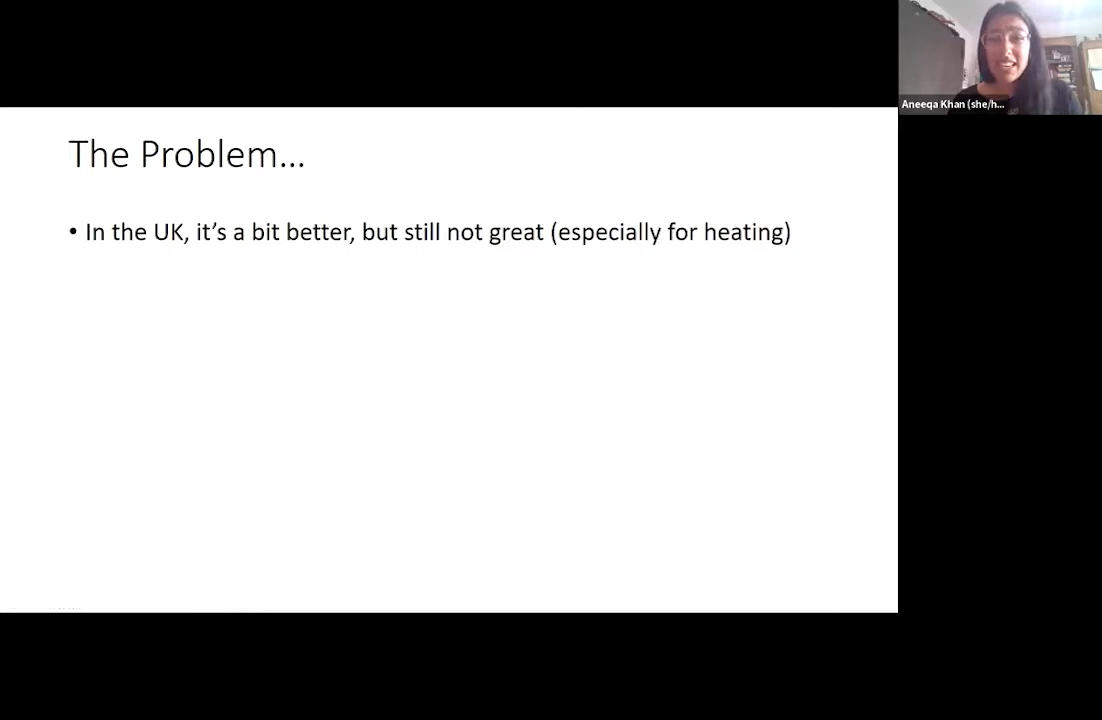 Aneeqa Khan (she/h...
The Problem...
• In the UK, it's a bit better, but still not great (especially for heating)